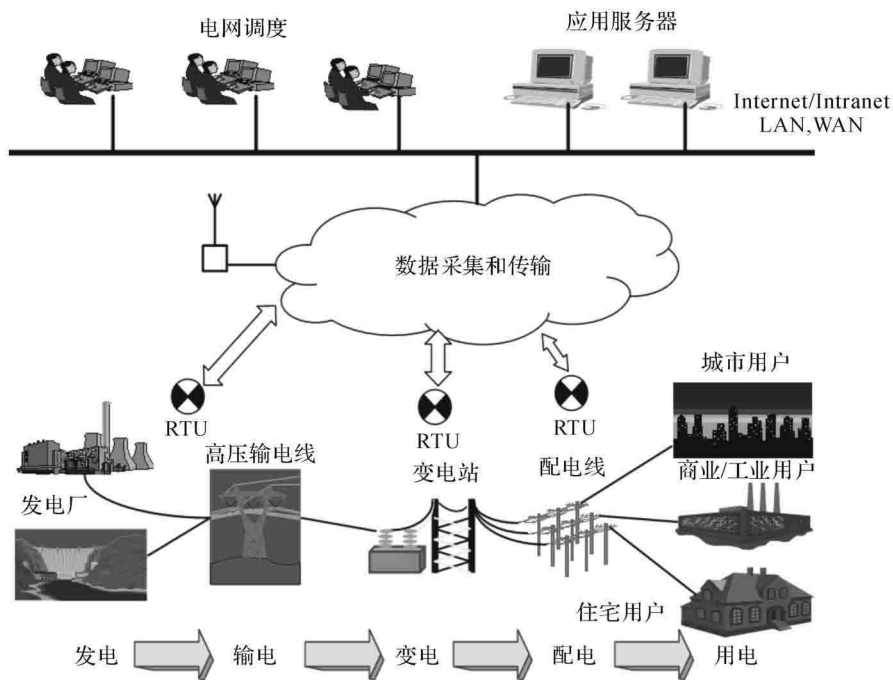 电网调度
应用服务器
Internet/Intranet
LAN,WAN
数据采集和传输
RTU
RTU
RTU
城市用户
高压输电线
变电站
配电线
商业/工业用户
发电厂
住宅用户
发电
输电
变电
配电
用电